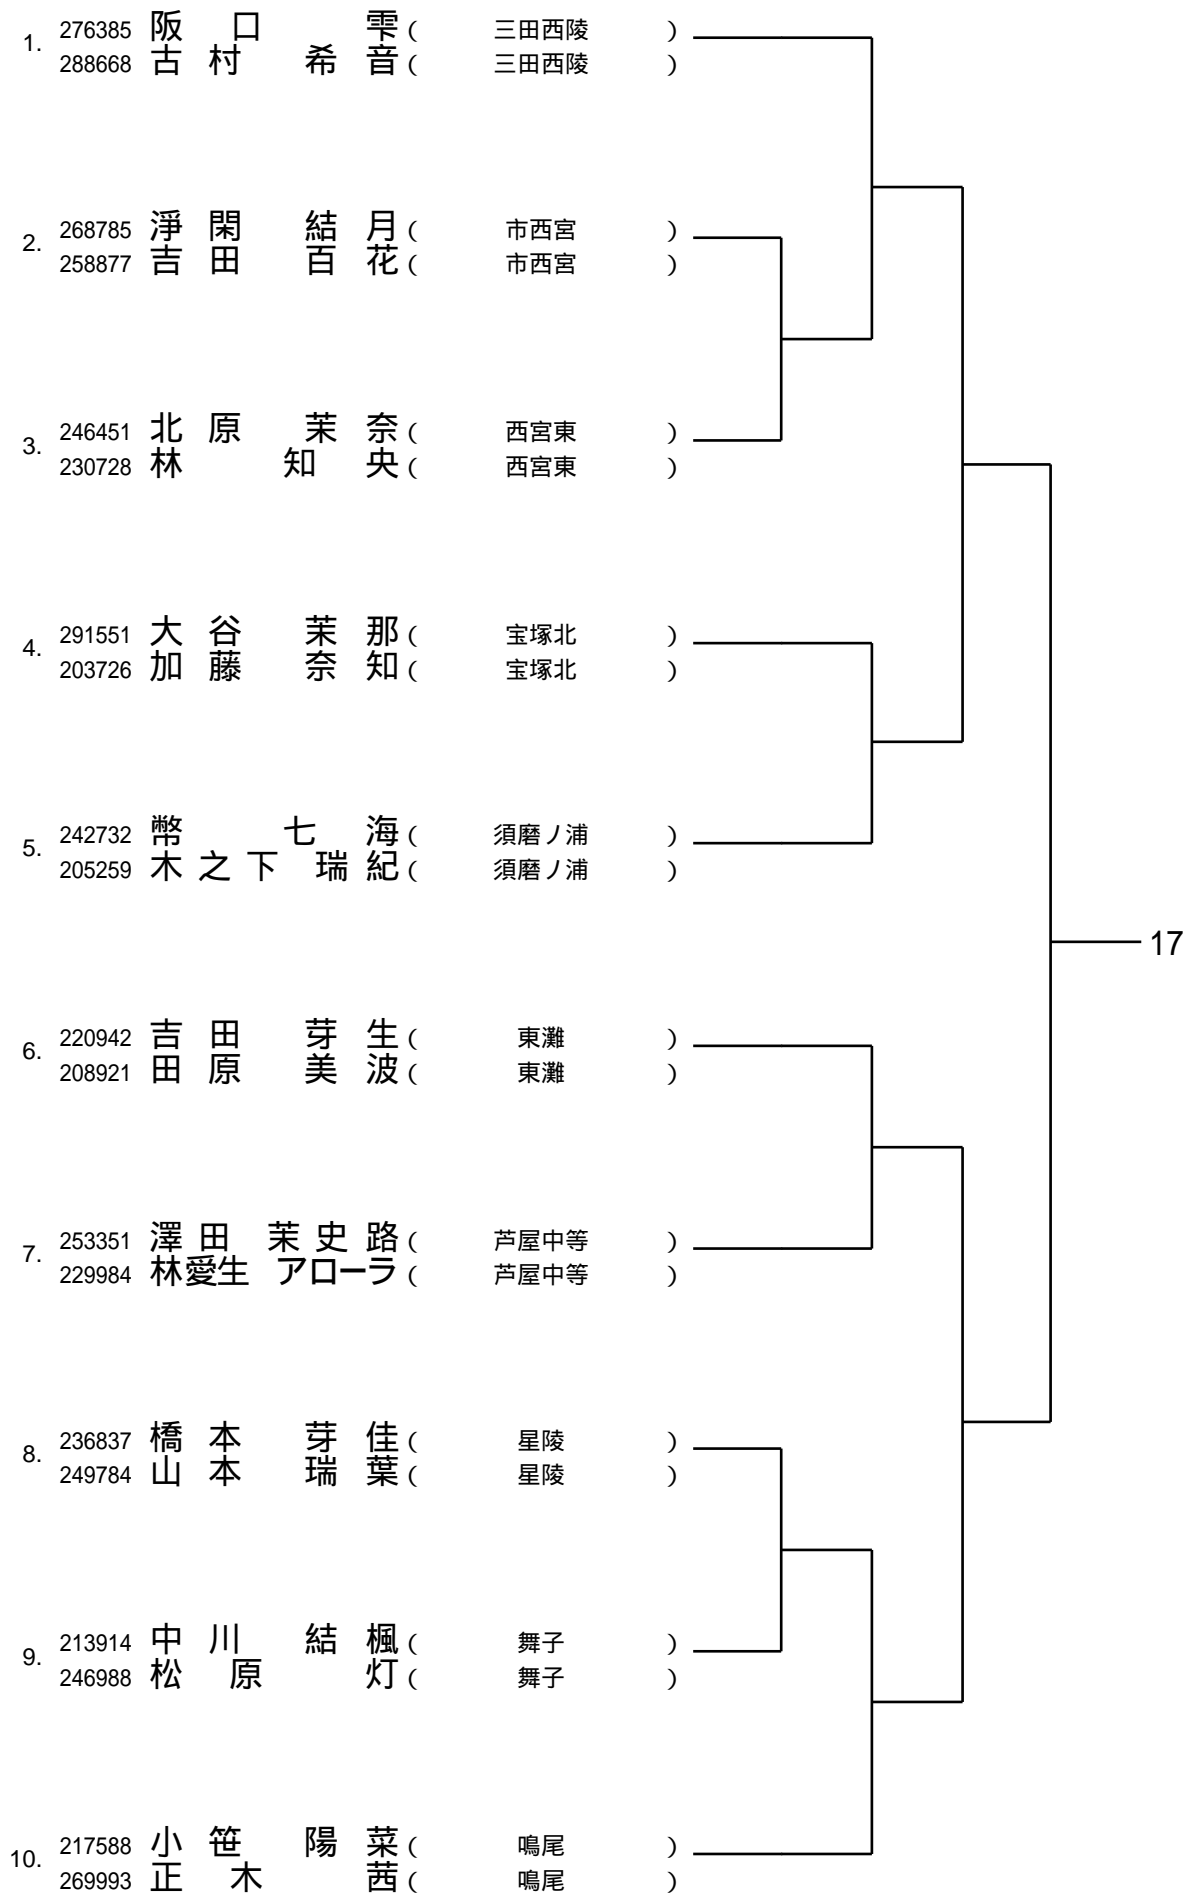 1. 276385 阪口 雫 ( 三田西陵 )
288668 古村 希音 ( 三田西陵 )
2. 268785 淨閑 結月 ( 市西宮 )
258877 吉田 百花 ( 市西宮 )
3. 246451 北原 茉奈 ( 西宮東 )
230728 林 知央 ( 西宮東 )
4. 291551 大谷 茉那 ( 宝塚北 )
203726 加藤 奈知 ( 宝塚北 )
5. 242732 幣 七海 ( 須磨ノ浦 )
205259 木之下 瑞紀 ( 須磨ノ浦 )
17
6. 220942 吉田 芽生 ( 東灘 )
208921 田原 美波 ( 東灘 )
7. 253351 澤田 茉史路 ( 芦屋中等 )
229984 林愛生 アローラ ( 芦屋中等 )
8. 236837 橋本 芽佳 ( 星陵 )
249784 山本 瑞葉 ( 星陵 )
9. 213914 中川 結楓 ( 舞子 )
246988 松原 灯 ( 舞子 )
10. 217588 小笹 陽菜 ( 鳴尾 )
269993 正木 茜 ( 鳴尾 )